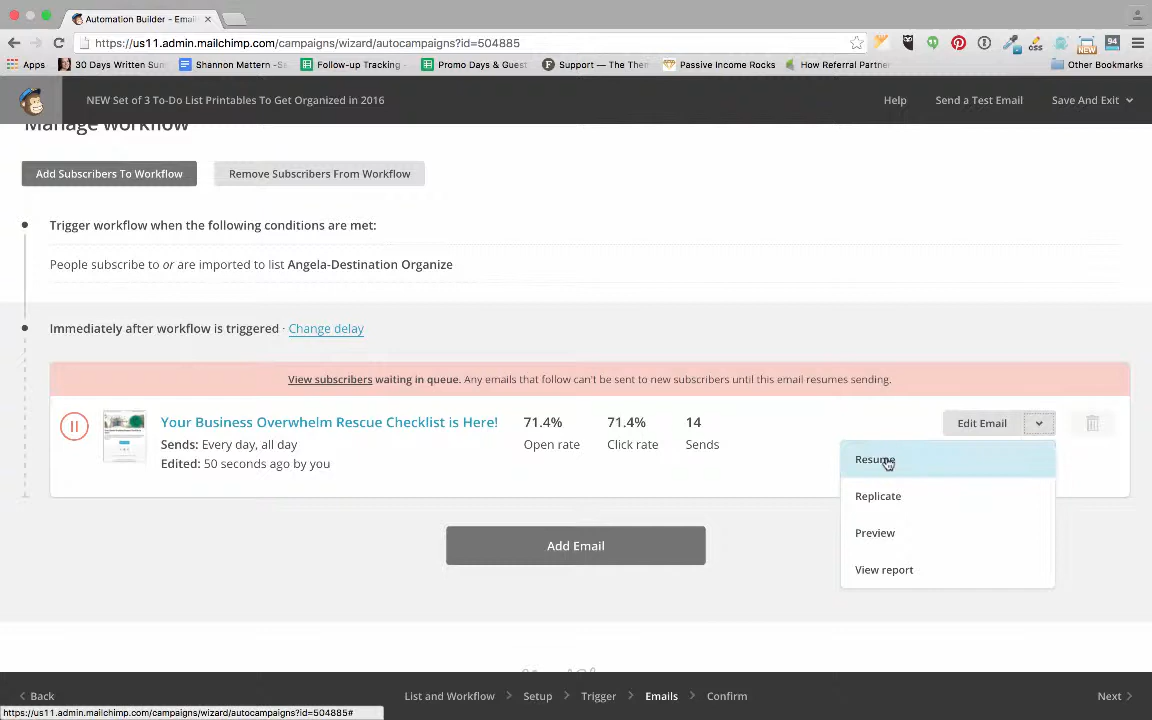 Automation Builder - Emai
https://us11.admin.mailchimp.com/campaigns/wizard/autocampaigns?id=504885
Apps
30 Days Written Sum
Shannon Mattern -S
Follow-up Tracking -
Promo Days & Guest
Support — The Them
Passive Income Rocks
How Referral Partner
Other Bookmarks
NEW
94
oss
NEW Set of 3 To-Do List Printables To Get Organized in 2016
Help
Send a Test Email
Save And Exit
Manage workflow
Add Subscribers To Workflow
Remove Subscribers From Workflow
Trigger workflow when the following conditions are met:
People subscribe to or are imported to list Angela-Destination Organize
Immediately after workflow is triggered · Change delay
View subscribers waiting in queue. Any emails that follow can't be sent to new subscribers until this email resumes sending.
Your Business Overwhelm Rescue Checklist is Here!
Sends: Every day, all day
Edited: 50 seconds ago by you
71.4%
Open rate
71.4%
Click rate
14
Sends
Edit Email
Resume
Replicate
Preview
View report
Add Email
Back
List and Workflow
Setup
Trigger
Emails
Confirm
Next
https://us11.admin.mailchimp.com/campaigns/wizard/autocampaigns?id=504885#